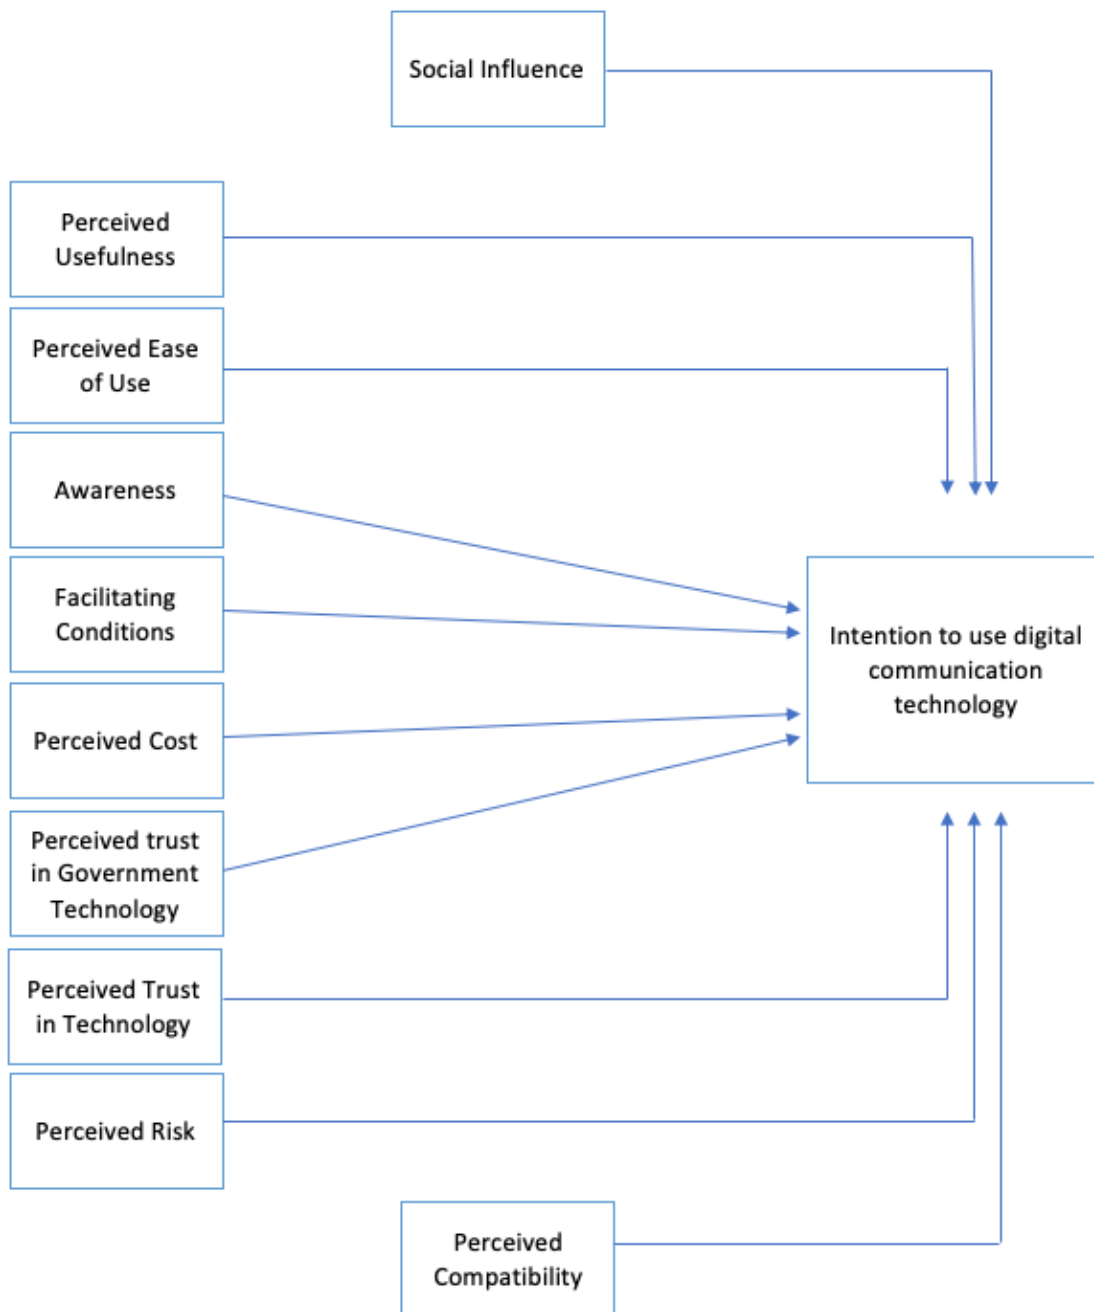 Social Influence
Perceived
Usefulness
Perceived Ease
of Use
Awareness
Facilitating
Conditions
Intention to use digital
communication
technology
Perceived Cost
Perceived trust
in Government
Technology
Perceived Trust
in Technology
Perceived Risk
Perceived
Compatibility